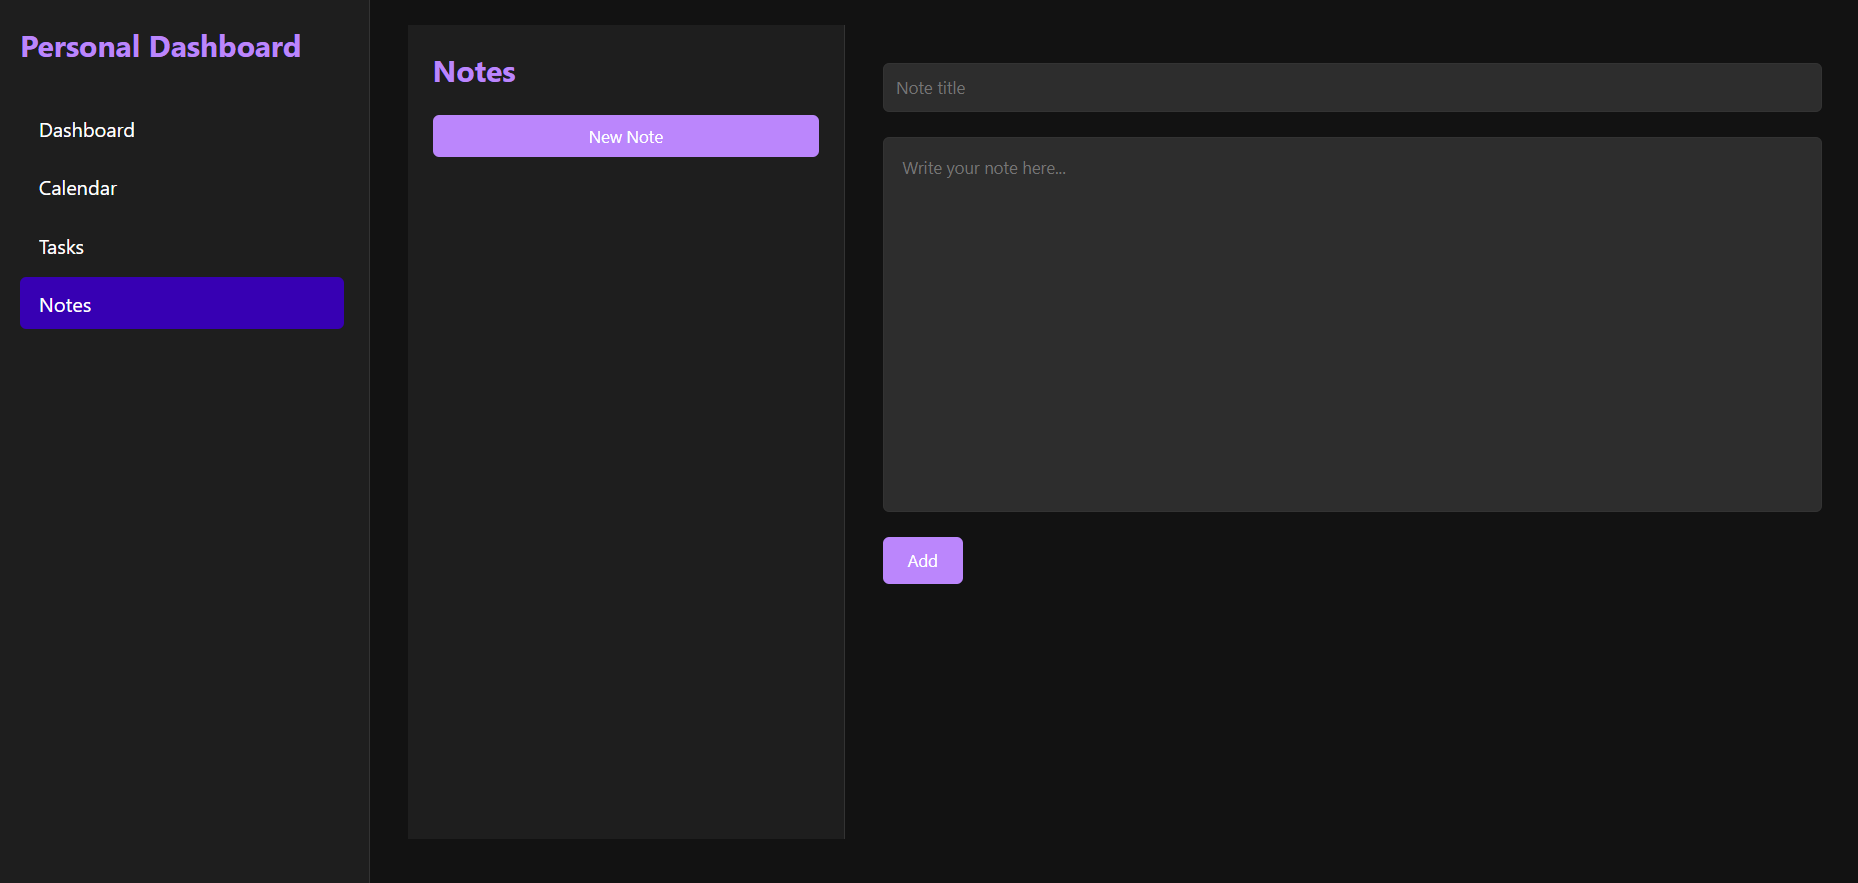 Personal Dashboard
Dashboard
Calendar
Tasks
Notes
Notes
New Note
Note title
Write your note here...
Add